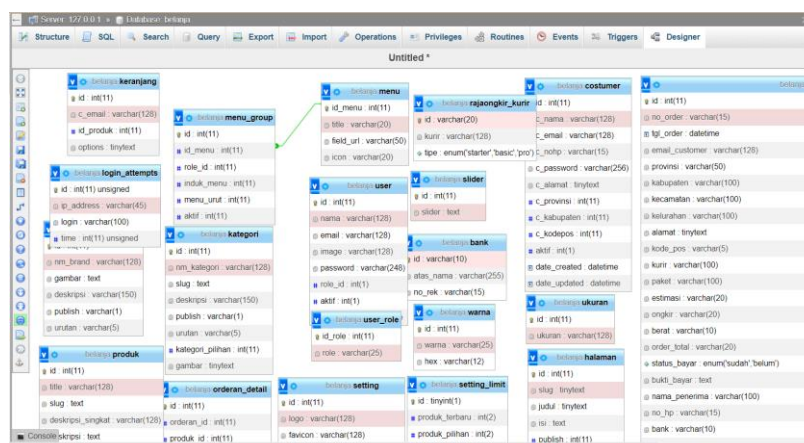 Server: 127.0.0.1 » Database: belanja
Structure SQL Search Query Export Import Operations Privileges Routines Events Triggers Designer
Untitled *
belanja keranjang
id : int(11)
c_email : varchar(128)
id_produk : int(11)
options : tinytext
belanja login_attempts
id : int(11) unsigned
ip_address : varchar(45)
login : varchar(100)
time : int(11) unsigned
nm_brand : varchar(128)
gambar : text
deskripsi : varchar(150)
publish : varchar(1)
urutan : varchar(5)
belanja produk
id : int(11)
title : varchar(128)
slug : text
deskripsi_singkat : varchar(128)
skripsi : text
Console
belanja menu_group
id : int(11)
id_menu : int(11)
role_id : int(11)
induk_menu : int(11)
menu_urut : int(11)
aktif : int(1)
belanja kategori
id : int(11)
nm_kategori : varchar(128)
slug : text
deskripsi : varchar(150)
publish : varchar(1)
urutan : varchar(5)
kategori_pilihan : int(11)
gambar : tinytext
belanja orderan_detail
id : int(11)
orderan_id : int(11)
produk_id : int(11)
belanja menu
id_menu : int(11)
title : varchar(20)
field_url : varchar(50)
icon : varchar(20)
belanja user
id : int(11)
nama : varchar(128)
email : varchar(128)
image : varchar(128)
password : varchar(248)
role_id : int(1)
aktif : int(1)
belanja user_role
id_role : int(11)
role : varchar(25)
belanja setting
id : int(11)
logo : varchar(128)
favicon : varchar(128)
belanja rajaongkir_kurir
id : varchar(20)
kurir : varchar(128)
tipe : enum('starter','basic','pro')
belanja slider
id : int(11)
slider : text
belanja bank
id : varchar(10)
atas_nama : varchar(255)
no_rek : varchar(15)
belanja warna
id : int(11)
warna : varchar(25)
hex : varchar(12)
belanja setting_limit
id : tinyint(1)
produk_terbaru : int(2)
produk_pilihan : int(2)
belanja costumer
id : int(11)
c_nama : varchar(128)
c_email : varchar(128)
c_nohp : varchar(15)
c_password : varchar(256)
c_alamat : tinytext
c_provinsi : int(11)
c_kabupaten : int(11)
c_kodepos : int(11)
aktif : int(1)
date_created : datetime
date_updated : datetime
belanja ukuran
id : int(11)
ukuran : varchar(128)
belanja halaman
id : int(11)
slug : tinytext
judul : tinytext
isi : text
publish : int(11)
id : int(11)
no_order : varchar(15)
tgl_order : datetime
email_customer : varchar(128)
provinsi : varchar(50)
kabupaten : varchar(100)
kecamatan : varchar(100)
kelurahan : varchar(100)
alamat : tinytext
kode_pos : varchar(5)
kurir : varchar(100)
paket : varchar(100)
estimasi : varchar(20)
ongkir : varchar(20)
berat : varchar(10)
order_total : varchar(20)
status_bayar : enum('sudah','belum')
bukti_bayar : text
nama_penerima : varchar(100)
no_hp : varchar(15)
bank : varchar(10)